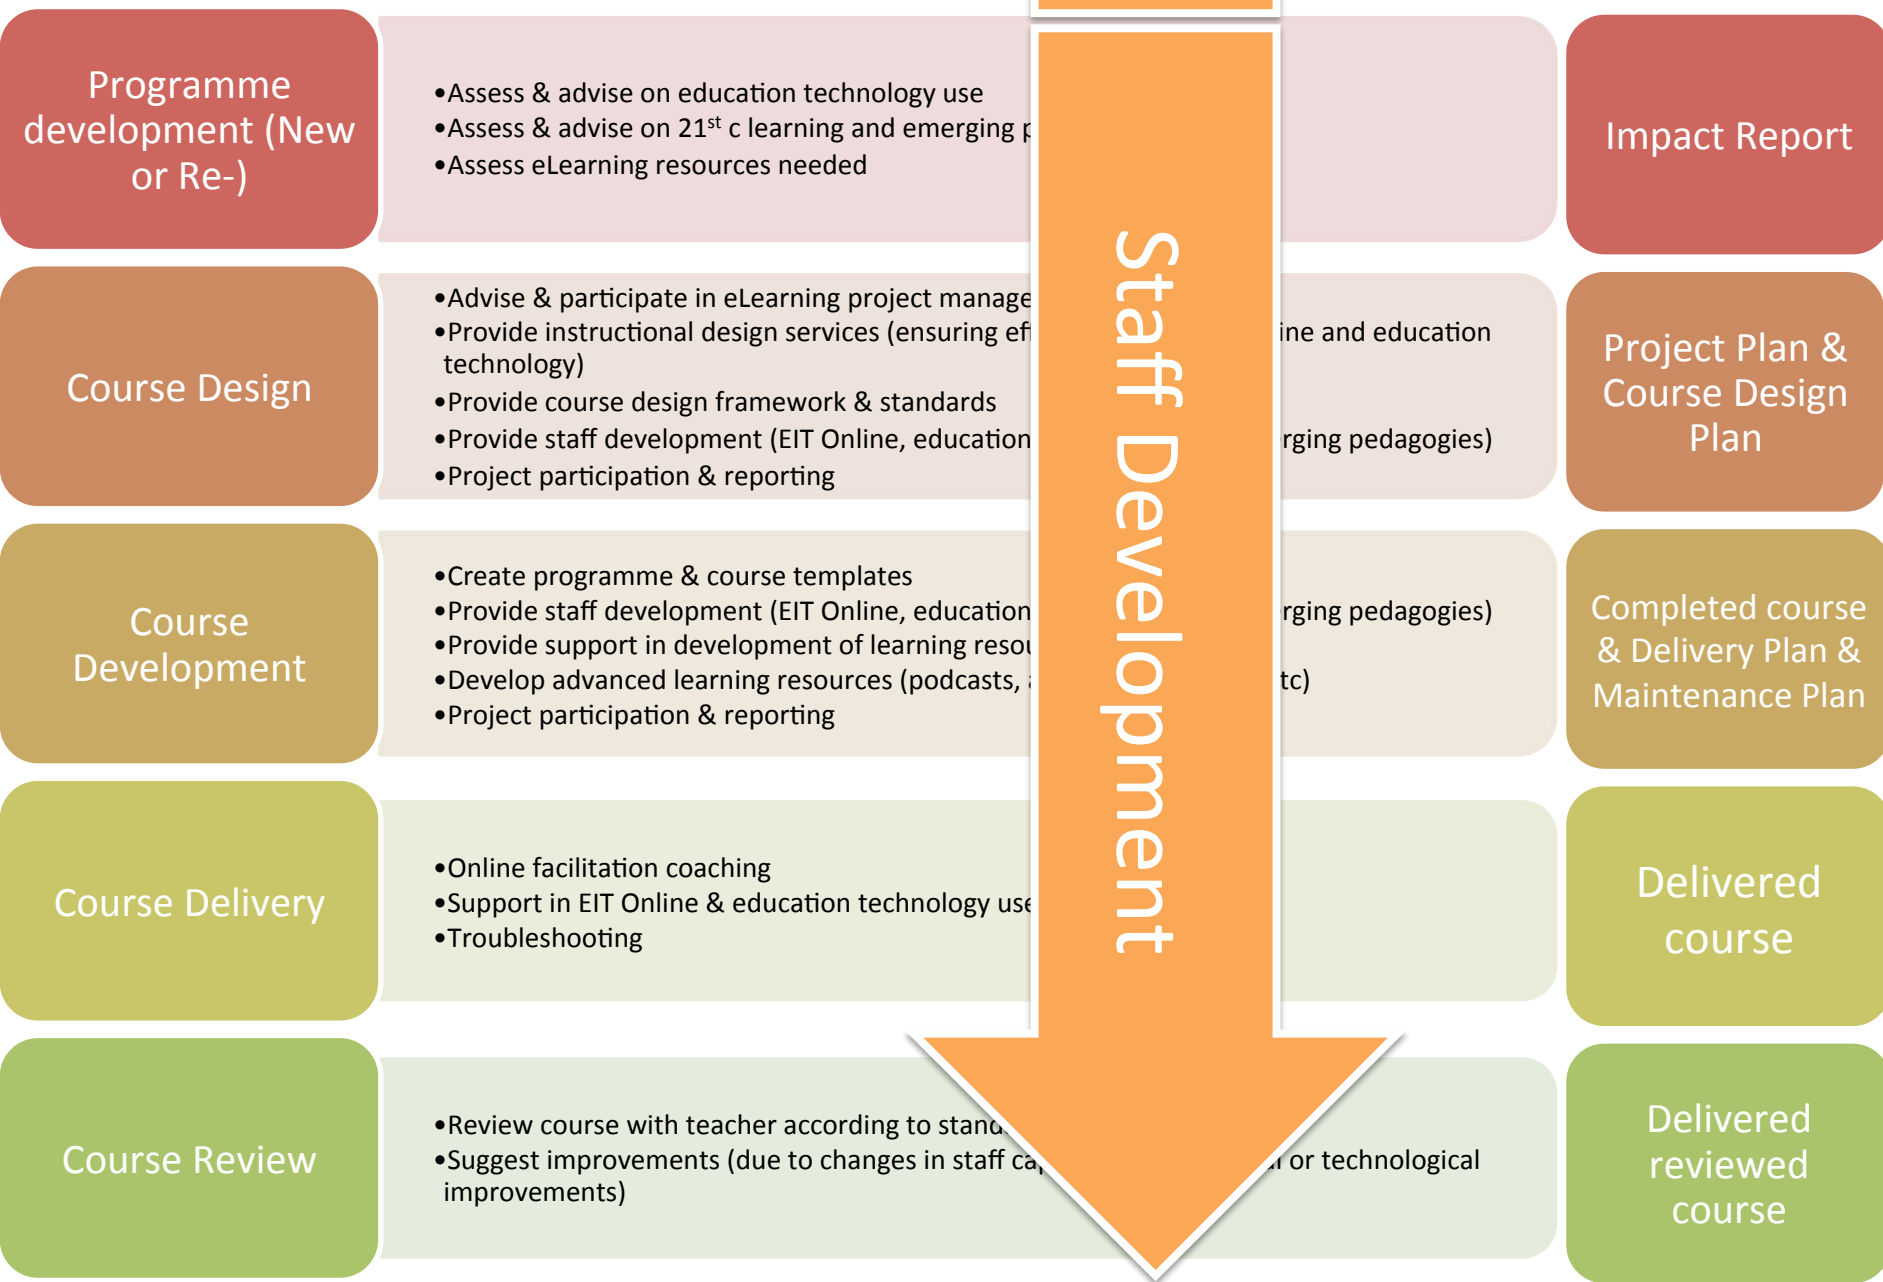 Programme
development (New
or Re-)
•Assess & advise on education technology use
•Assess & advise on 21st c learning and emerging
•Assess eLearning resources needed
Impact Report
Course Design
•Advise & participate in eLearning project
•Provide instructional design services (ensuring and education
technology)
•Provide course design framework & standards
•Provide staff development (EIT Online, education pedagogies)
•Project participation & reporting
Project Plan &
Course Design
Plan
Course
Development
•Create programme & course templates
•Provide staff development (EIT Online, education pedagogies)
•Provide support in development of learning
•Develop advanced learning resources (podcasts,
•Project participation & reporting
Completed course
& Delivery Plan &
Maintenance Plan
Course Delivery
•Online facilitation coaching
•Support in EIT Online & education technology use
•Troubleshooting
Delivered
course
Course Review
•Review course with teacher according to
•Suggest improvements (due to changes in staff or technological
improvements)
Delivered
reviewed
course
Staff Development